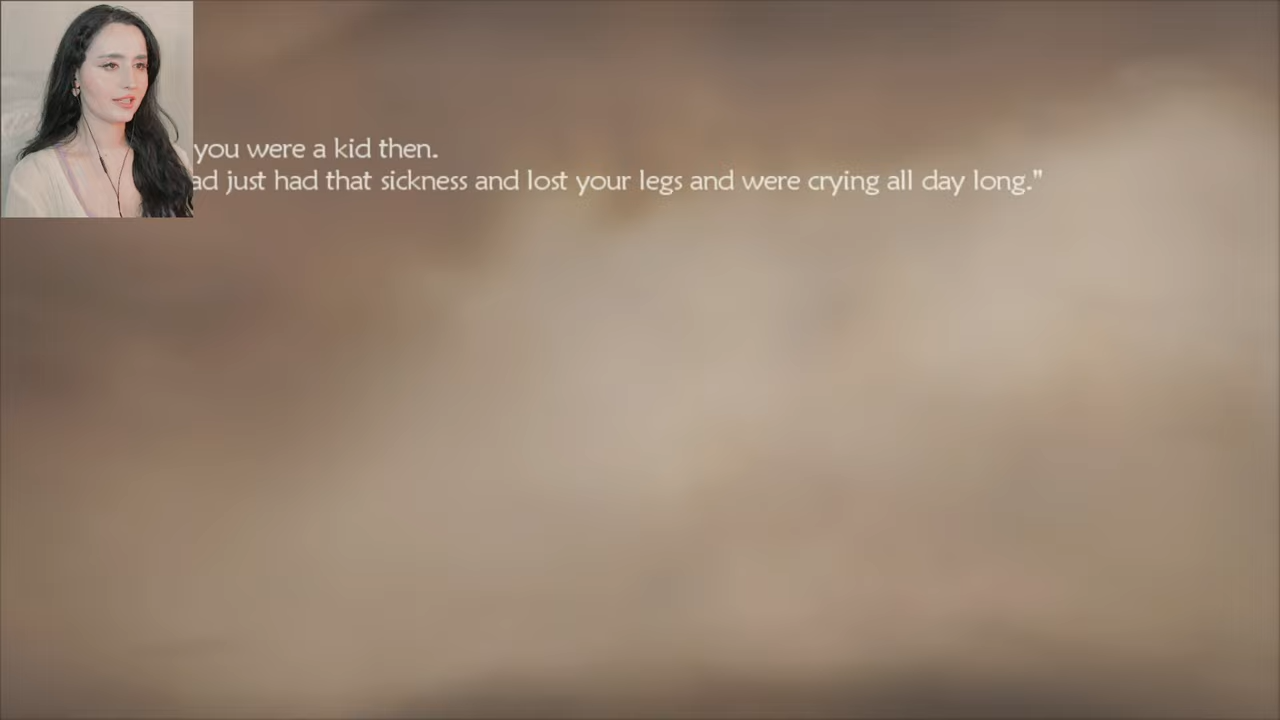 you were a kid then.
ad just had that sickness and lost your legs and were crying all day long."